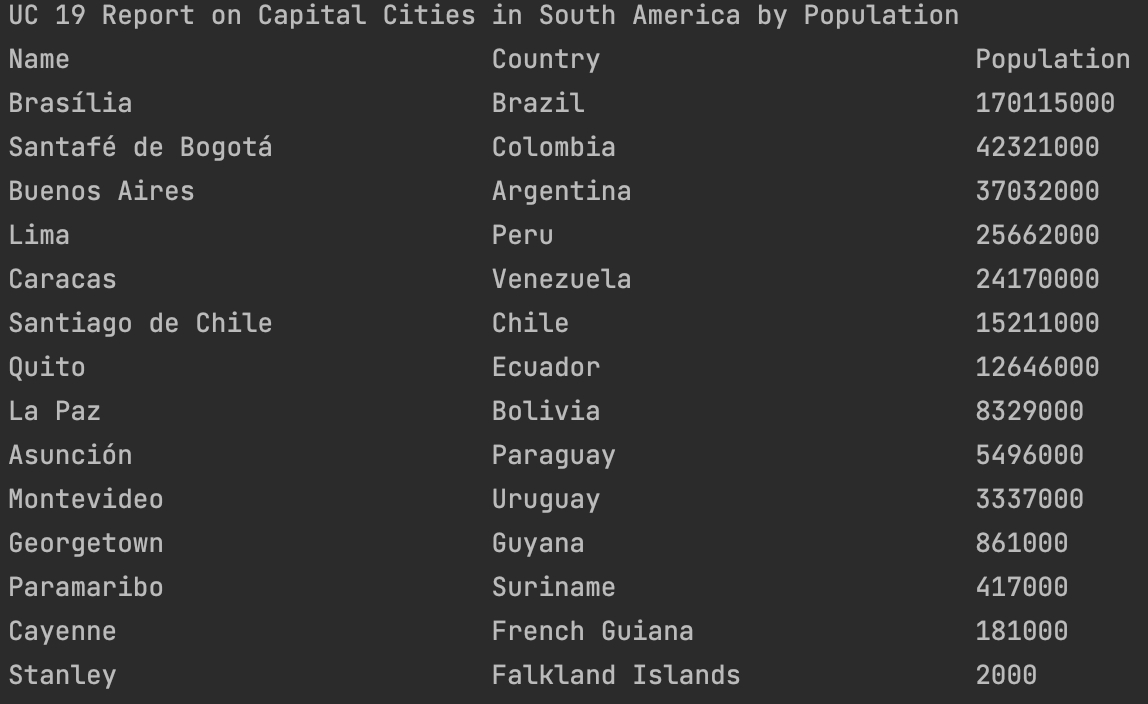 UC 19 Report on Capital Cities in South America by Population
Name Country Population
Brasília Brazil 170115000
Santafé de Bogotá Colombia 42321000
Buenos Aires Argentina 37032000
Lima Peru 25662000
Caracas Venezuela 24170000
Santiago de Chile Chile 15211000
Quito Ecuador 12646000
La Paz Bolivia 8329000
Asunción Paraguay 5496000
Montevideo Uruguay 3337000
Georgetown Guyana 861000
Paramaribo Suriname 417000
Cayenne French Guiana 181000
Stanley Falkland Islands 2000